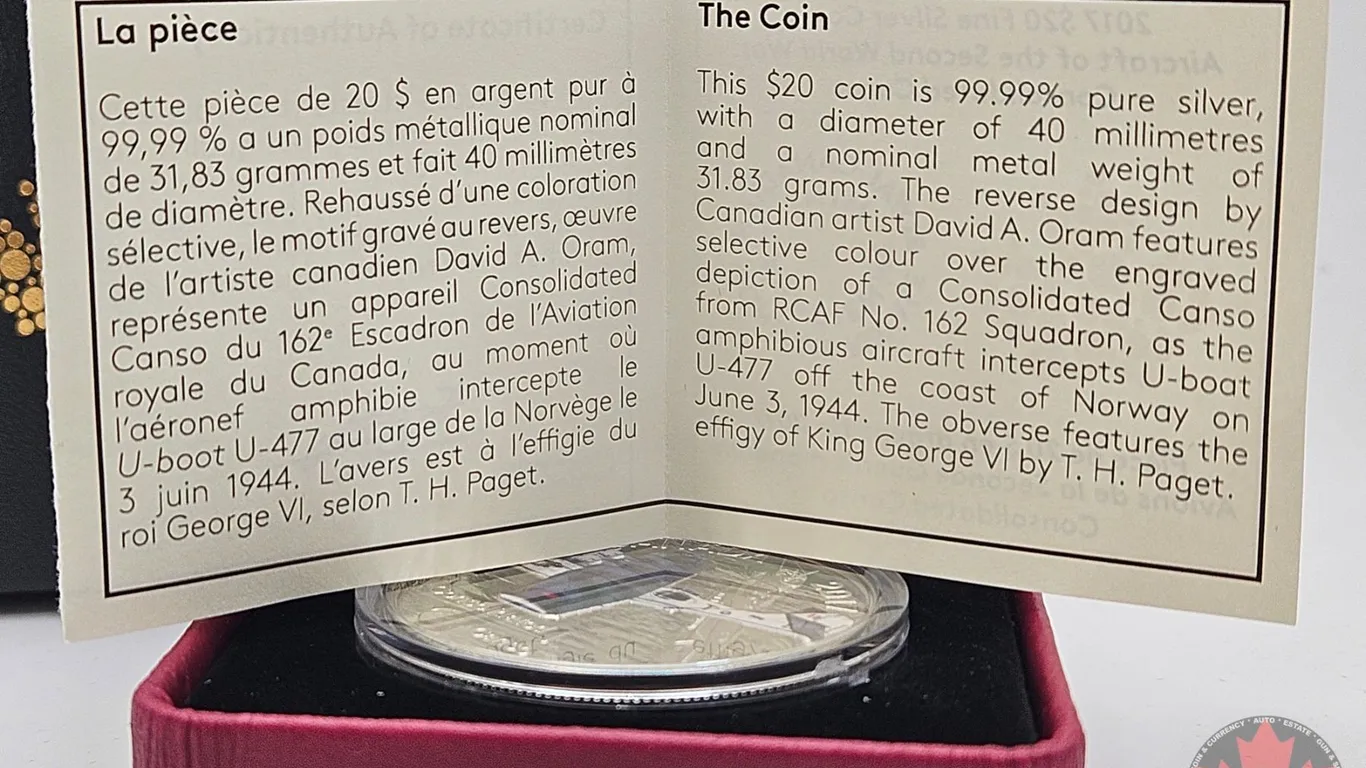 La pièce
Cette pièce de 20 $ en argent pur à
99,99 % a un poids métallique nominal
de 31,83 grammes et fait 40 millimètres
de diamètre. Rehaussé d'une coloration
sélective, le motif gravé au revers, œuvre
de l'artiste canadien David A. Oram,
représente un appareil Consolidated
Canso du 162e Escadron de l'Aviation
royale du Canada, au moment où
l'aéronef amphibie intercepte le
U-boot U-477 au large de la Norvège le
3 juin 1944. L'avers est à l'effigie du
roi George VI, selon T. H. Paget.
The Coin
This $20 coin is 99.99% pure silver,
with a diameter of 40 millimetres
and a nominal metal weight of
31.83 grams. The reverse design by
Canadian artist David A. Oram features
selective colour over the engraved
depiction of a Consolidated Canso
from RCAF No. 162 Squadron, as the
amphibious aircraft intercepts U-boat
U-477 off the coast of Norway on
June 3, 1944. The obverse features the
effigy of King George VI by T. H. Paget.
COIN & CURRENCY · AUTO · ESTATE · GUN &